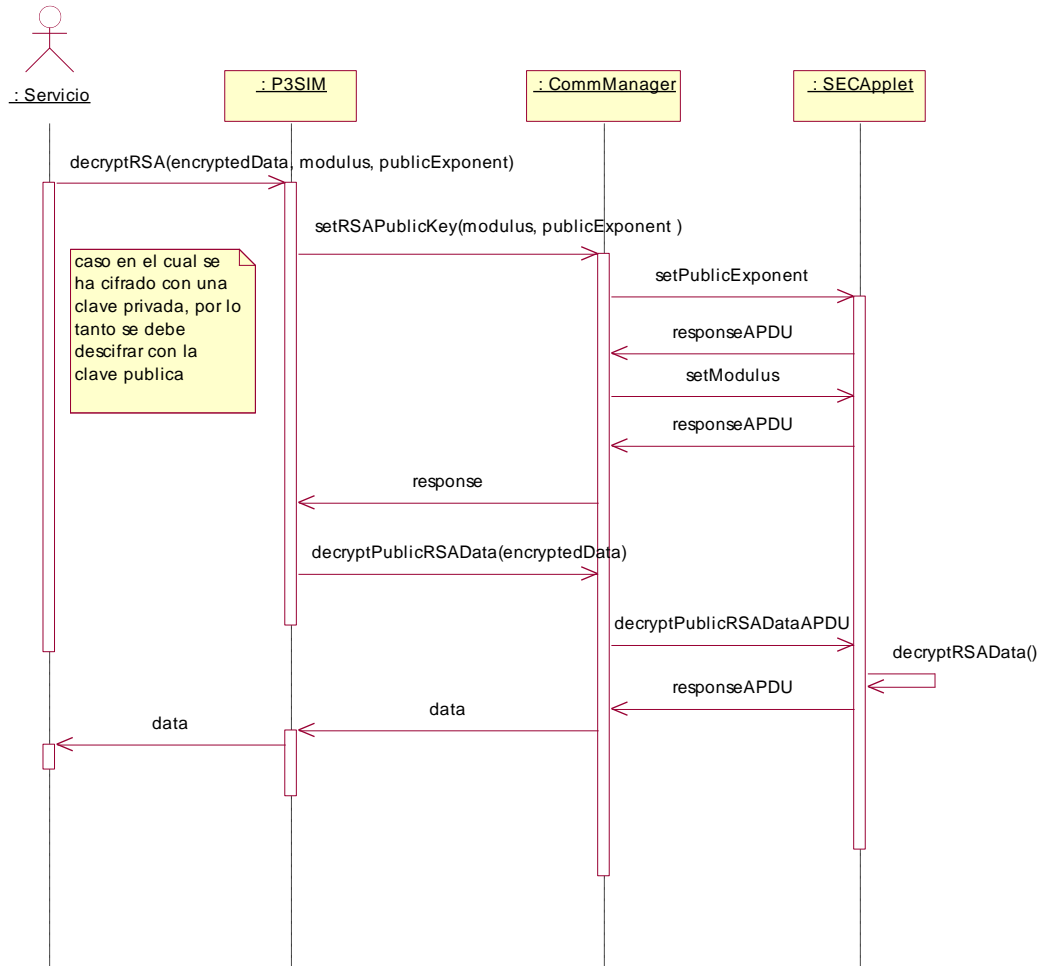 : Servicio
: P3SIM
: CommManager
: SECApplet
decryptRSA(encryptedData, modulus, publicExponent)
setRSAPublicKey(modulus, publicExponent )
caso en el cual se
ha cifrado con una
clave privada, por lo
tanto se debe
descifrar con la
clave publica
setPublicExponent
responseAPDU
setModulus
responseAPDU
response
decryptPublicRSAData(encryptedData)
decryptPublicRSADataAPDU
decryptRSAData()
responseAPDU
data
data